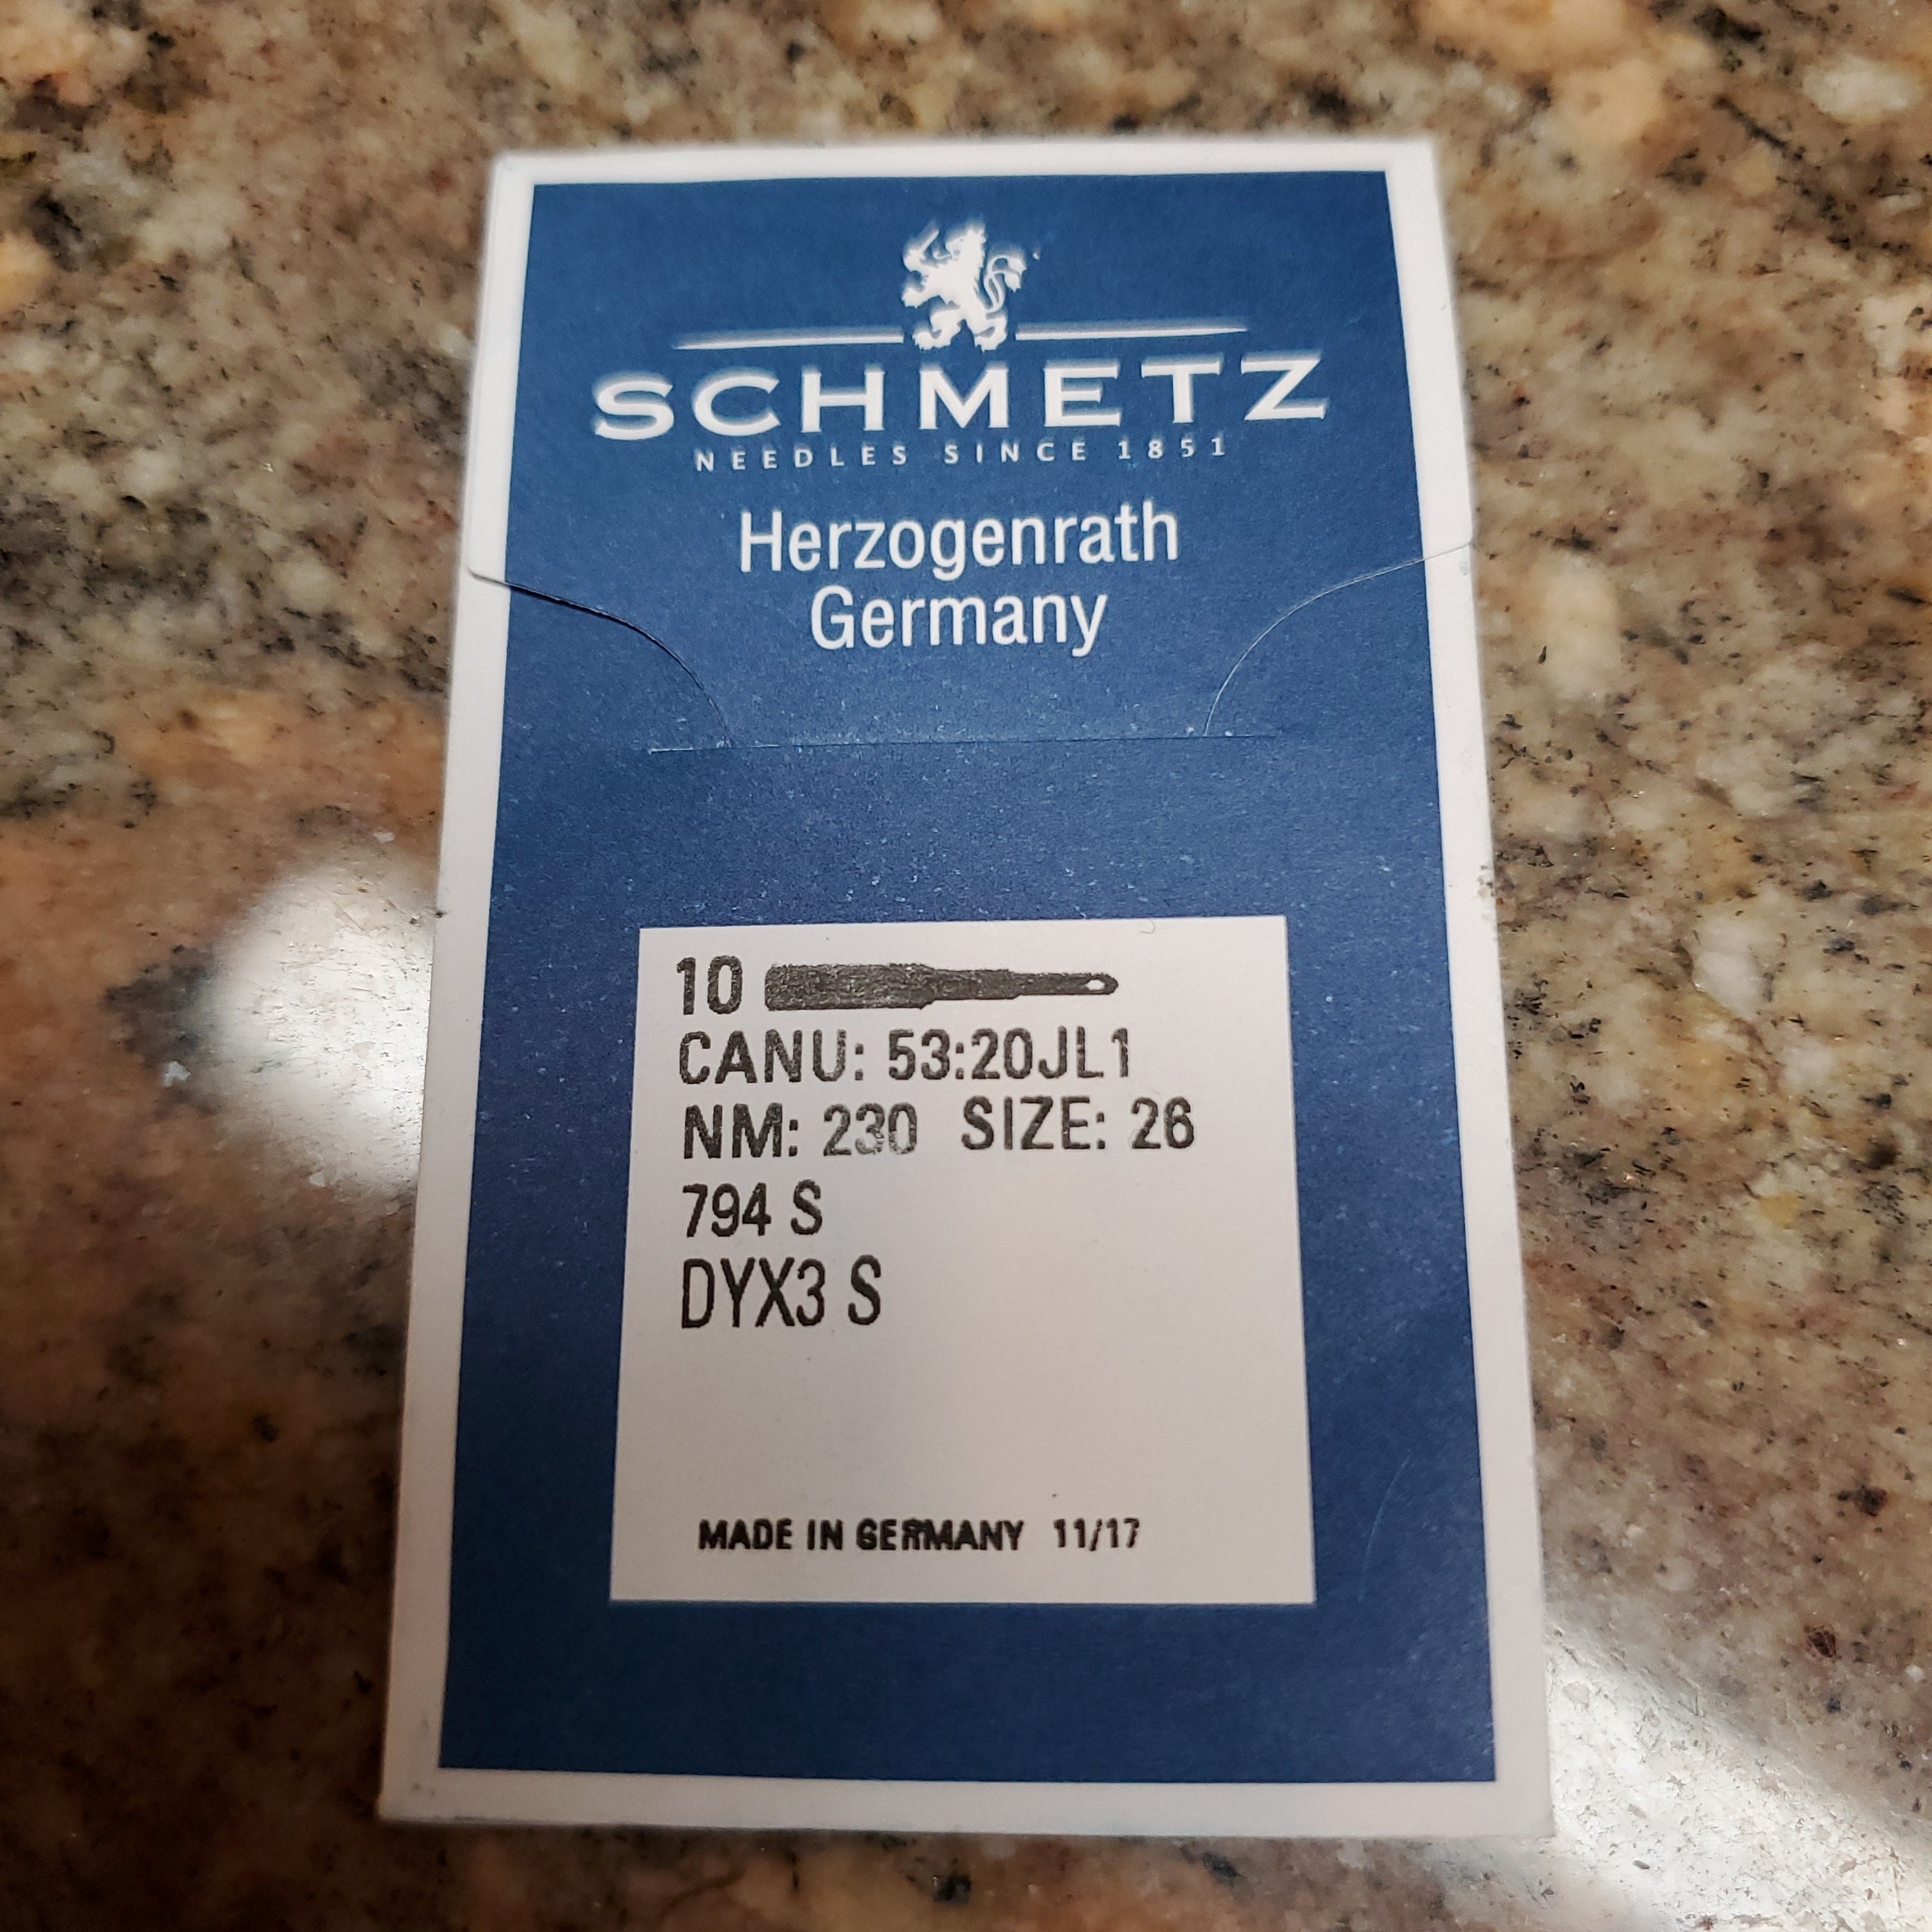 SCHMETZ
NEEDLES SINCE 1851
Herzogenrath
Germany
10
CANU: 53:20JL1
NM: 230 SIZE: 26
794 S
DYX3 S
MADE IN GERMANY 11/17